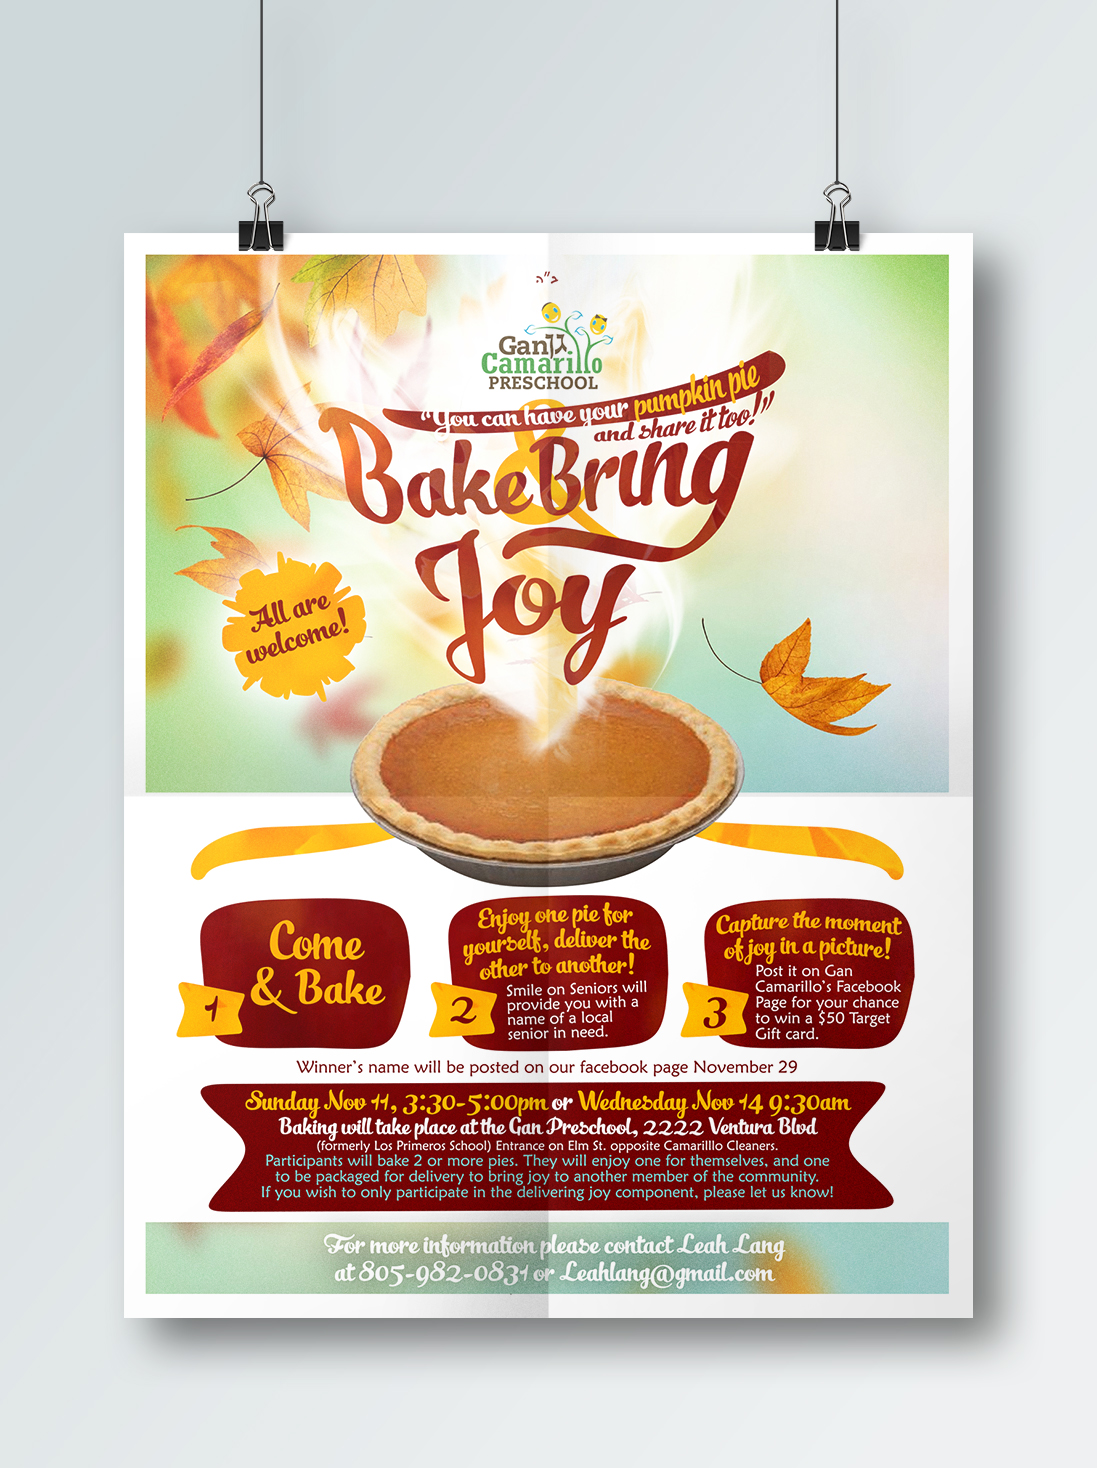 ב"ה
Gan
Camarillo
PRESCHOOL
"You can have your pumpkin pie
and share it too!"
Bake & Bring
Joy
All are
welcome!
1
Come
& Bake
2
Enjoy one pie for
yourself, deliver the
other to another!
Smile on Seniors will
provide you with a
name of a local
senior in need.
3
Capture the moment
of joy in a picture!
Post it on Gan
Camarillo's Facebook
Page for your chance
to win a $50 Target
Gift card.
Winner's name will be posted on our facebook page November 29
Sunday Nov 11, 3:30-5:00pm or Wednesday Nov 14 9:30am
Baking will take place at the Gan Preschool, 2222 Ventura Blvd
(formerly Los Primeros School) Entrance on Elm St. opposite Camarilllo Cleaners.
Participants will bake 2 or more pies. They will enjoy one for themselves, and one
to be packaged for delivery to bring joy to another member of the community.
If you wish to only participate in the delivering joy component, please let us know!
For more information please contact Leah Lang
at 805-982-0831 or Leahlang@gmail.com